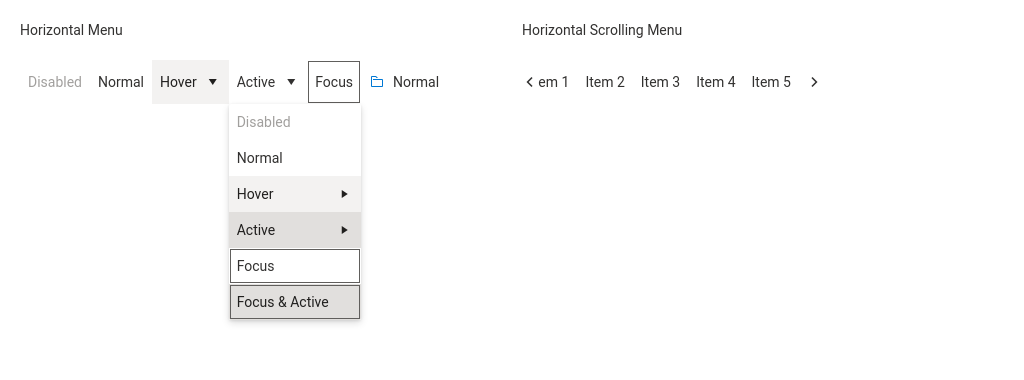 Horizontal Menu
Horizontal Scrolling Menu
Disabled Normal Hover Active Focus Normal
em 1 Item 2 Item 3 Item 4 Item 5
Disabled
Normal
Hover
Active
Focus
Focus & Active